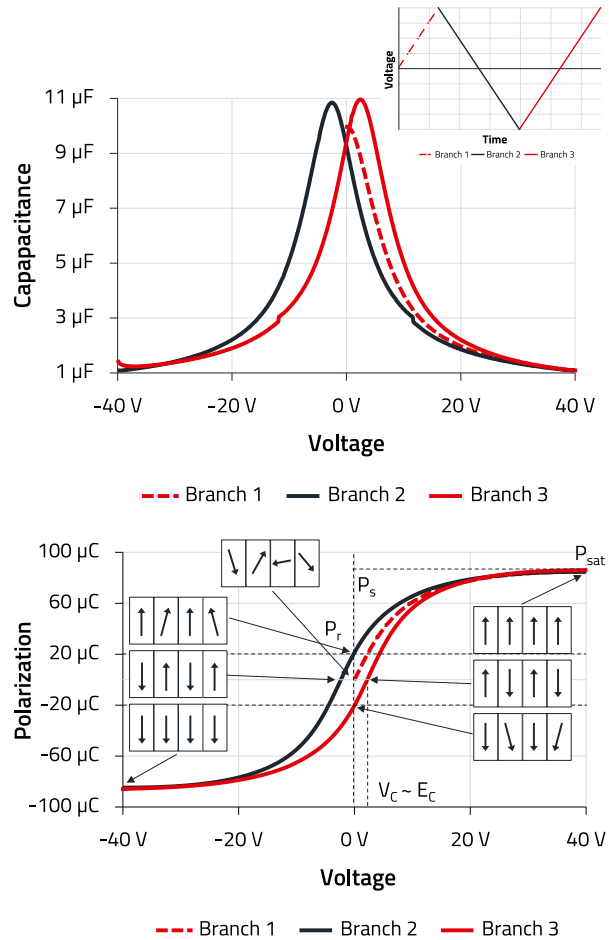 Voltage
Time
Branch 1 Branch 2 Branch 3
11 µF
9 µF
7 µF
5 µF
3 µF
1 µF
Capapacitance
-40 V -20 V 0 V 20 V 40 V
Voltage
Branch 1 Branch 2 Branch 3
100 µC
60 µC
20 µC
-20 µC
-60 µC
-100 µC
Polarization
Psat
Ps
Pr
VC ~ EC
-40 V -20 V 0 V 20 V 40 V
Voltage
Branch 1 Branch 2 Branch 3